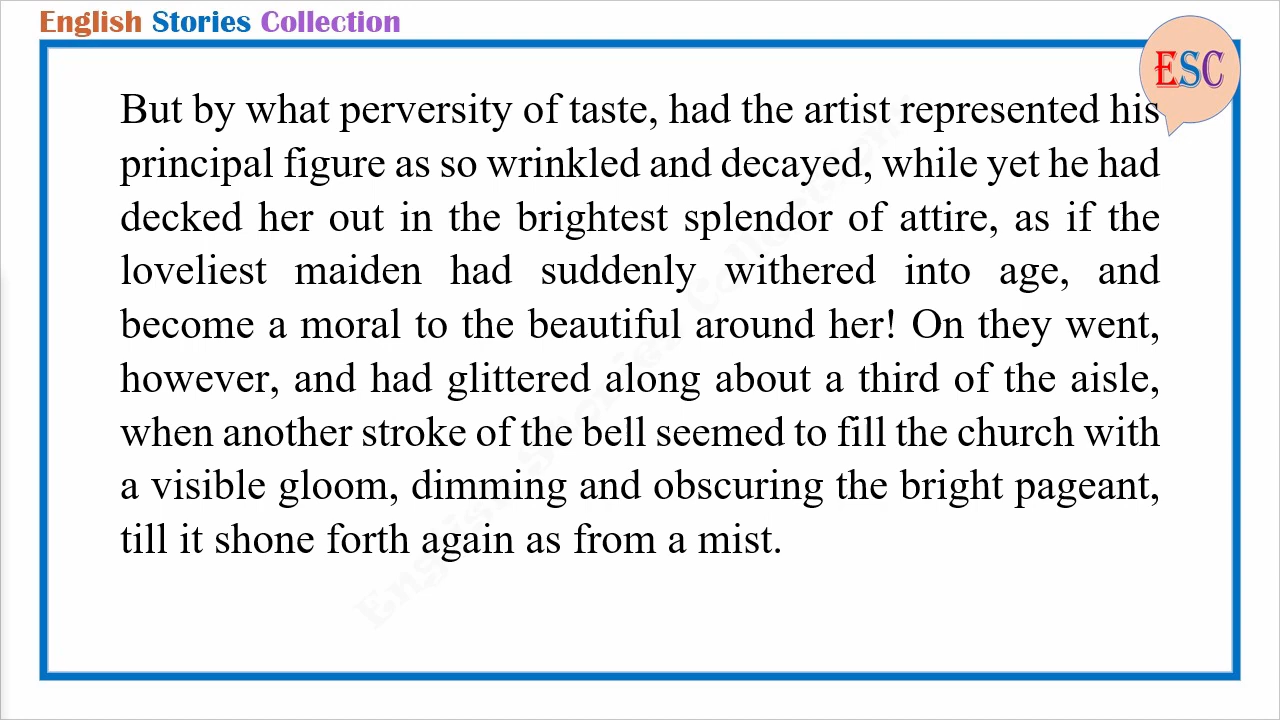 English Stories Collection
ESC
But by what perversity of taste, had the artist represented his
principal figure as so wrinkled and decayed, while yet he had
decked her out in the brightest splendor of attire, as if the
loveliest maiden had suddenly withered into age, and
become a moral to the beautiful around her! On they went,
however, and had glittered along about a third of the aisle,
when another stroke of the bell seemed to fill the church with
a visible gloom, dimming and obscuring the bright pageant,
till it shone forth again as from a mist.
English Stories Collection